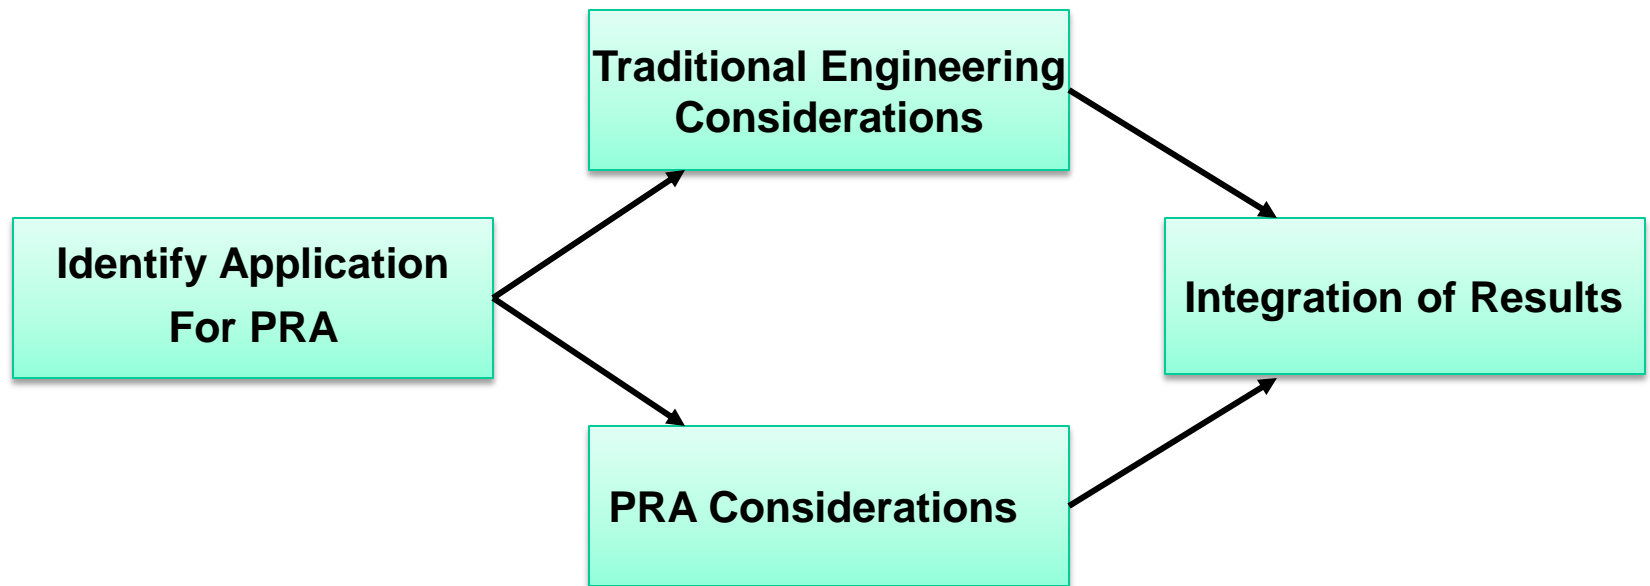 Traditional Engineering
Considerations
Identify Application
For PRA
Integration of Results
PRA Considerations